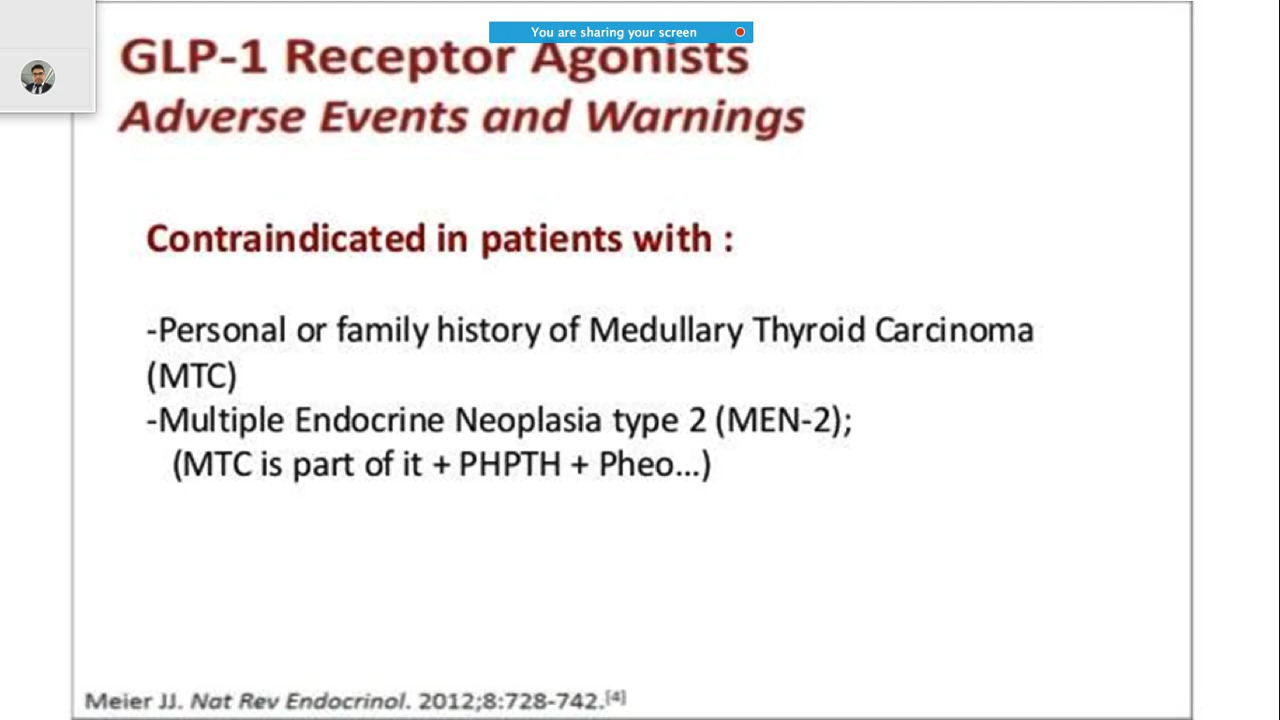 You are sharing your screen
GLP-1 Receptor Agonists
Adverse Events and Warnings
Contraindicated in patients with :
-Personal or family history of Medullary Thyroid Carcinoma
(MTC)
-Multiple Endocrine Neoplasia type 2 (MEN-2);
(MTC is part of it + PHPTH + Pheo...)
Meier JJ. Nat Rev Endocrinol. 2012;8:728-742.[4]